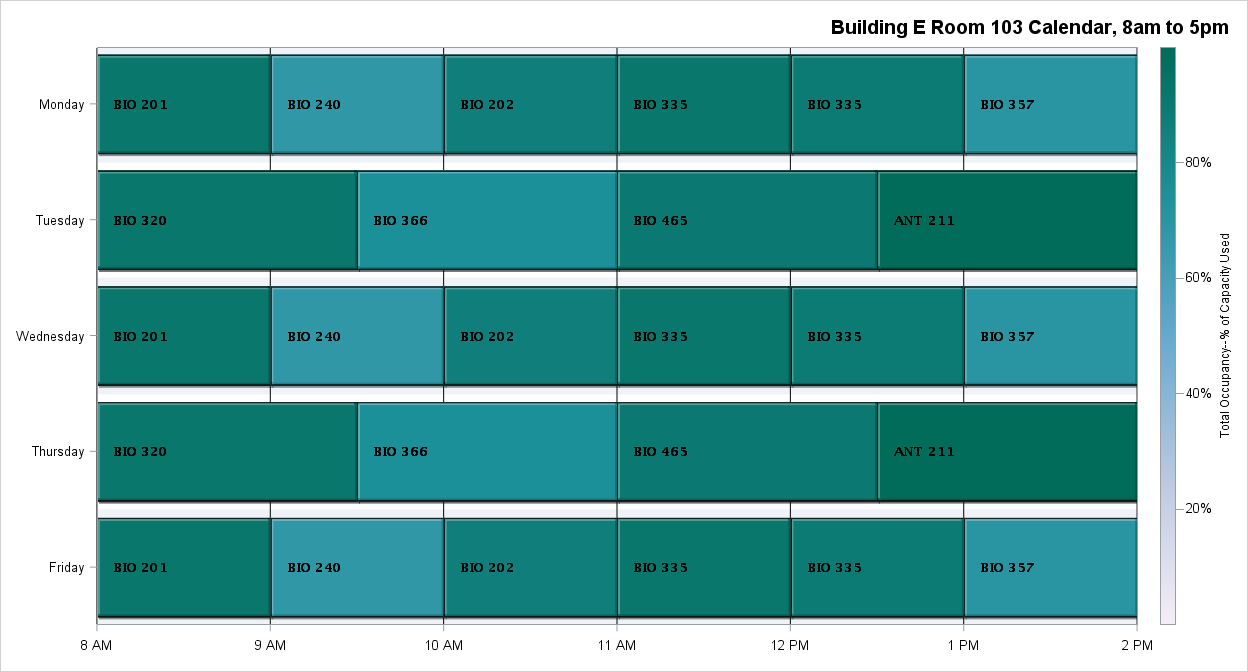 Building E Room 103 Calendar, 8am to 5pm
Monday
BIO 201
BIO 240
BIO 202
BIO 335
BIO 335
BIO 357
Tuesday
BIO 320
BIO 366
BIO 465
ANT 211
Wednesday
BIO 201
BIO 240
BIO 202
BIO 335
BIO 335
BIO 357
Thursday
BIO 320
BIO 366
BIO 465
ANT 211
Friday
BIO 201
BIO 240
BIO 202
BIO 335
BIO 335
BIO 357
8 AM
9 AM
10 AM
11 AM
12 PM
1 PM
2 PM
80%
60%
40%
20%
Total Occupancy--% of Capacity Used